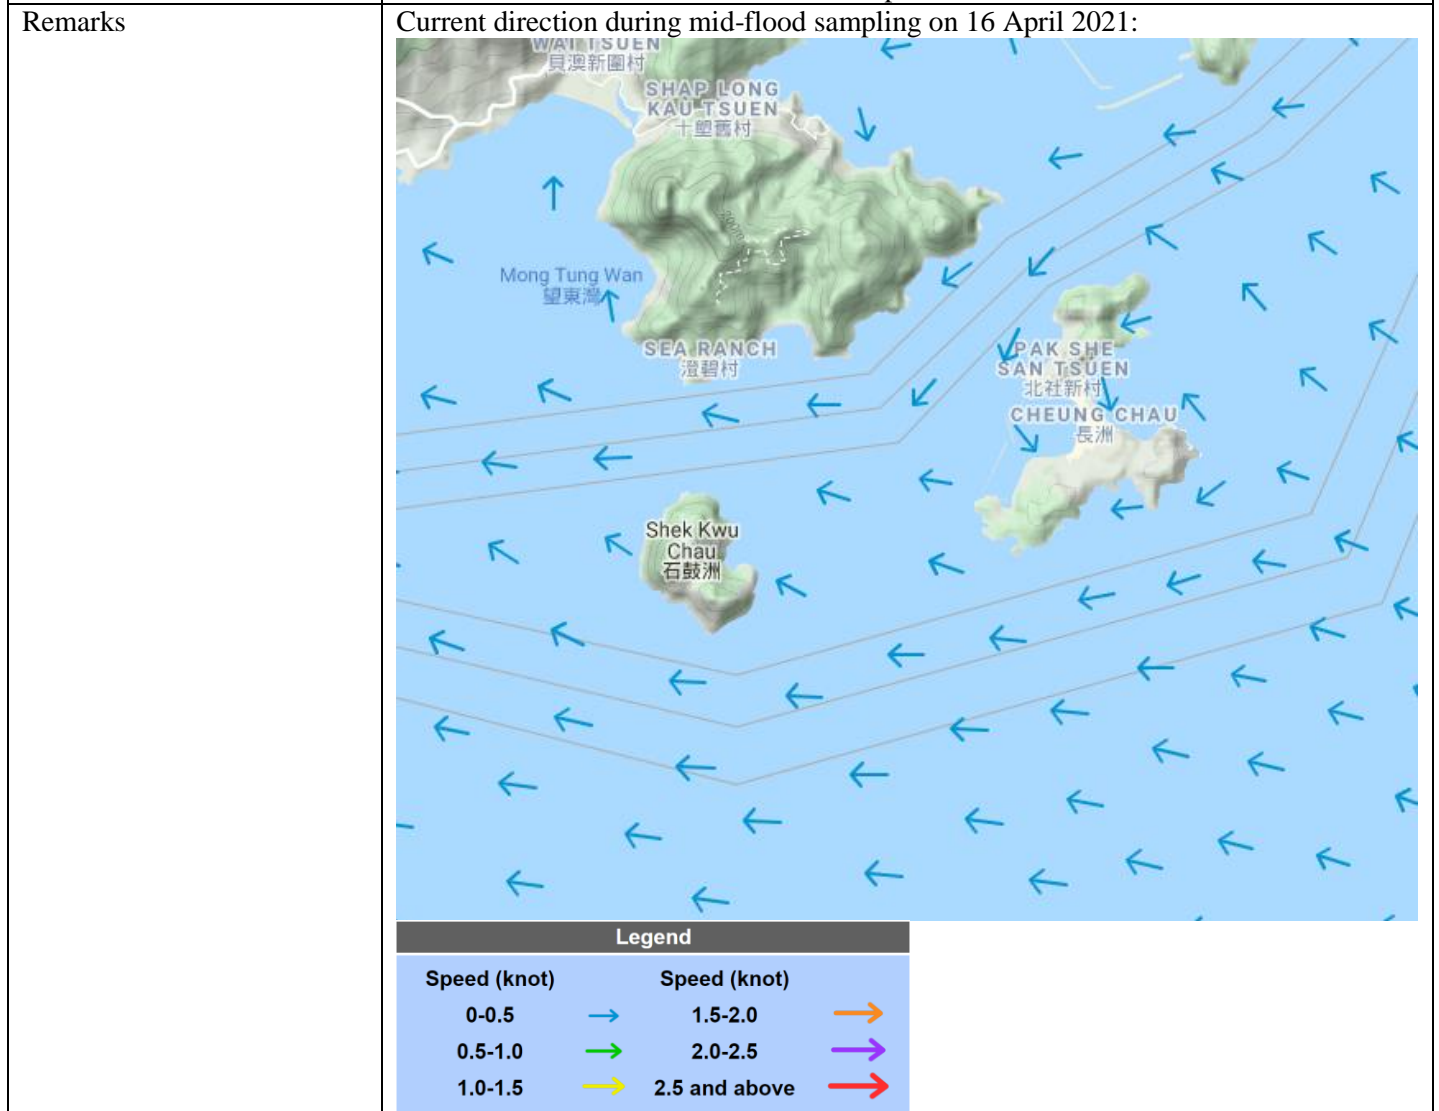 Remarks
Current direction during mid-flood sampling on 16 April 2021:
WAI TSUEN
貝澳新圍村
SHAP LONG
KAU TSUEN
十塱舊村
200m
Mong Tung Wan
望東灣
SEA RANCH
澄碧村
PAK SHE
SAN TSUEN
北社新村
CHEUNG CHAU
長洲
Shek Kwu
Chau
石鼓洲
Legend
Speed (knot) Speed (knot)
0-0.5 1.5-2.0
0.5-1.0 2.0-2.5
1.0-1.5 2.5 and above